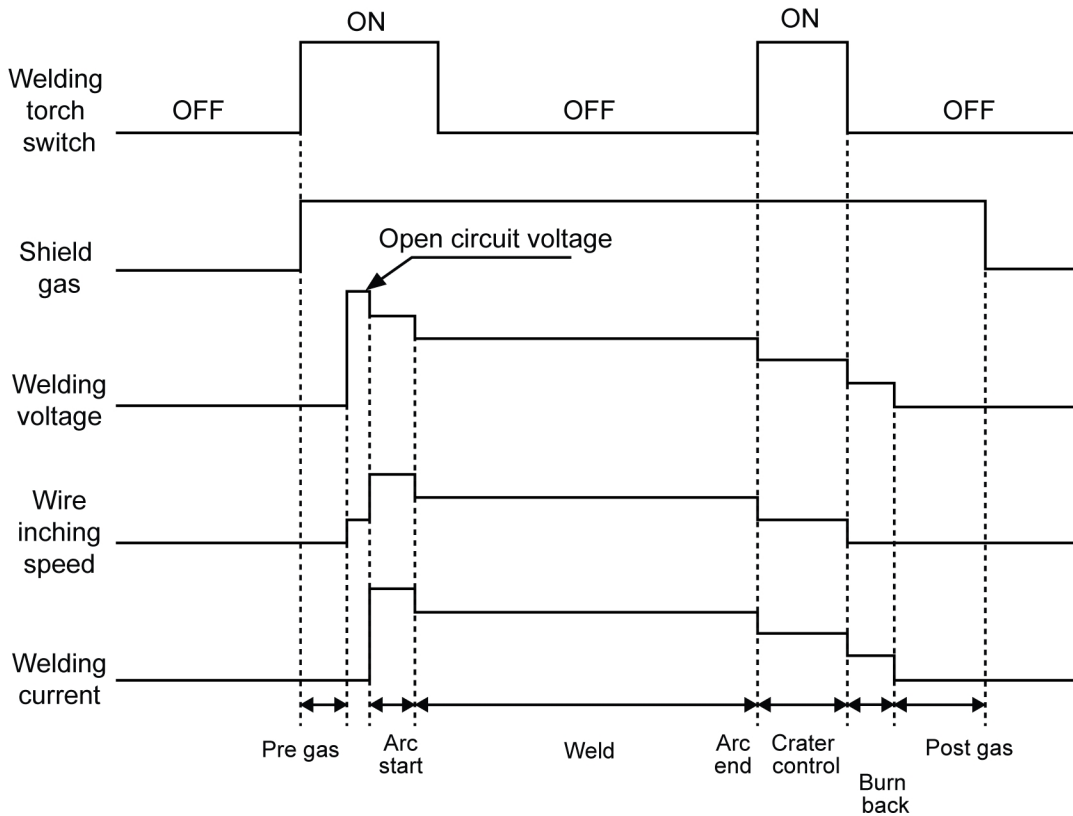 ON
ON
Welding
torch
switch
OFF
OFF
OFF
Shield
gas
Open circuit voltage
Welding
voltage
Wire
inching
speed
Welding
current
Pre gas
Arc
start
Weld
Arc
end
Crater
control
Burn
back
Post gas